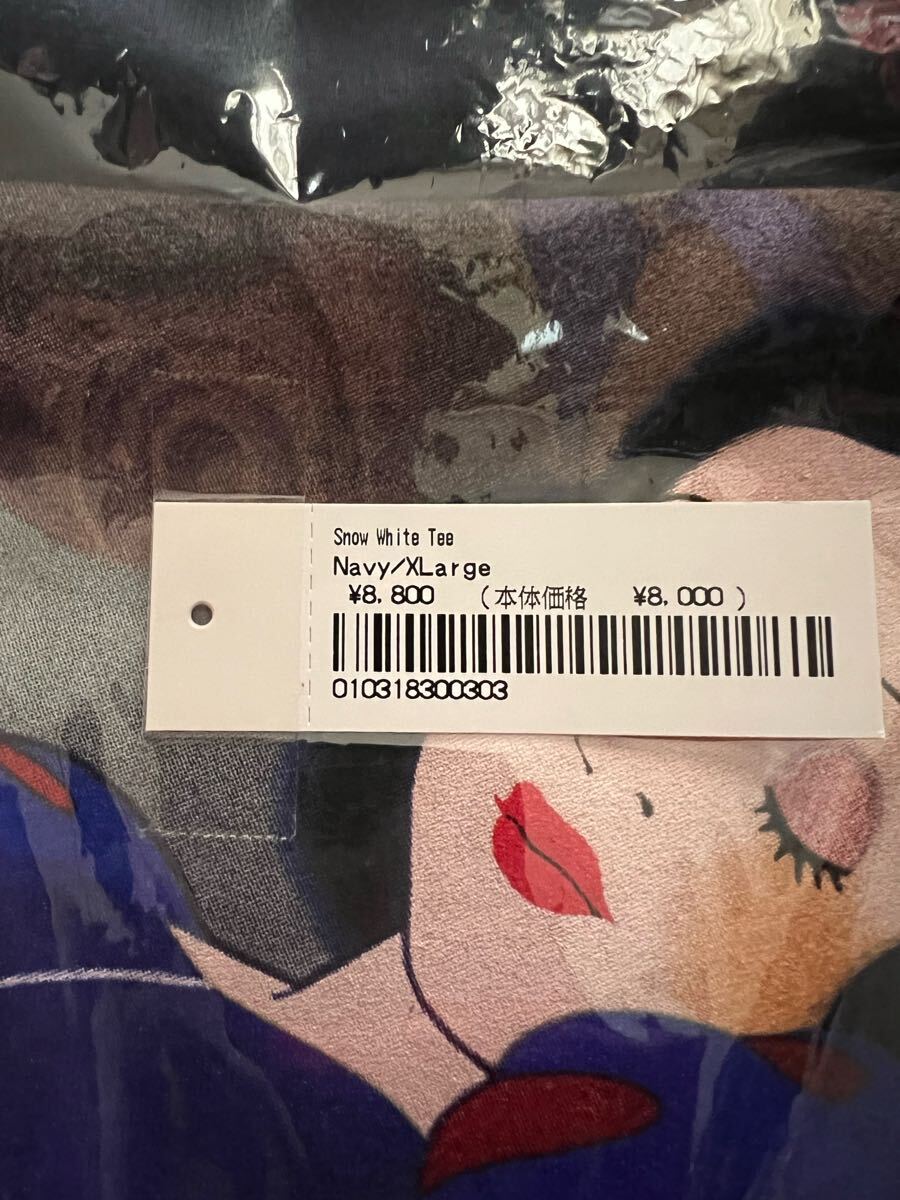 Snow White Tee
Navy/XLarge
¥8,800 (本体価格 ¥8,000 )
010318300303